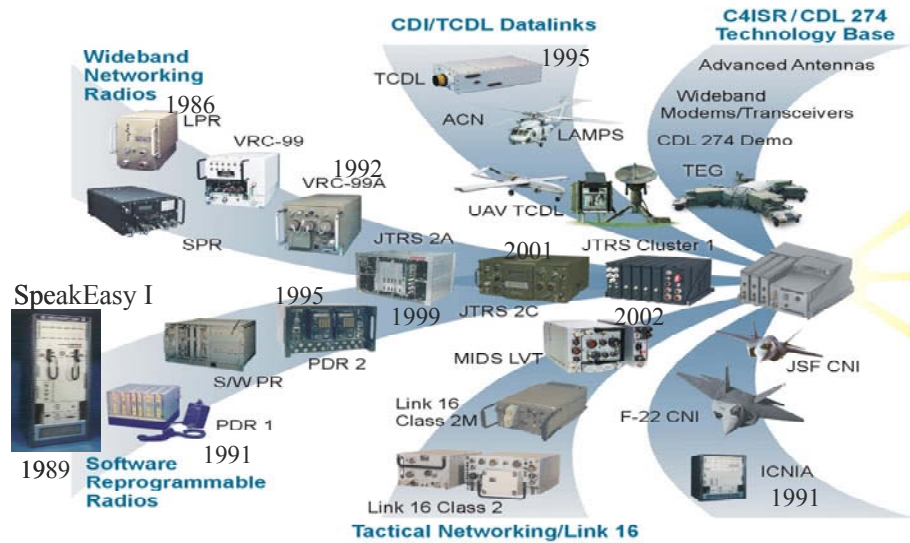 CDI/TCDL Datalinks
C4ISR/CDL 274
Technology Base
Wideband
Networking
Radios
1986
LPR
VRC-99
1992
VRC-99A
SPR
TCDL
1995
ACN
LAMPS
UAV TCDL
Advanced Antennas
Wideband
Modems/Transceivers
CDL 274 Demo
TEG
JTRS 2A
1999
2001
JTRS 2C
JTRS Cluster 1
2002
SpeakEasy I
1989
1995
PDR 2
S/W PR
PDR 1
1991
Software
Reprogrammable
Radios
MIDS LVT
Link 16
Class 2M
Link 16 Class 2
Tactical Networking/Link 16
JSF CNI
F-22 CNI
ICNIA
1991